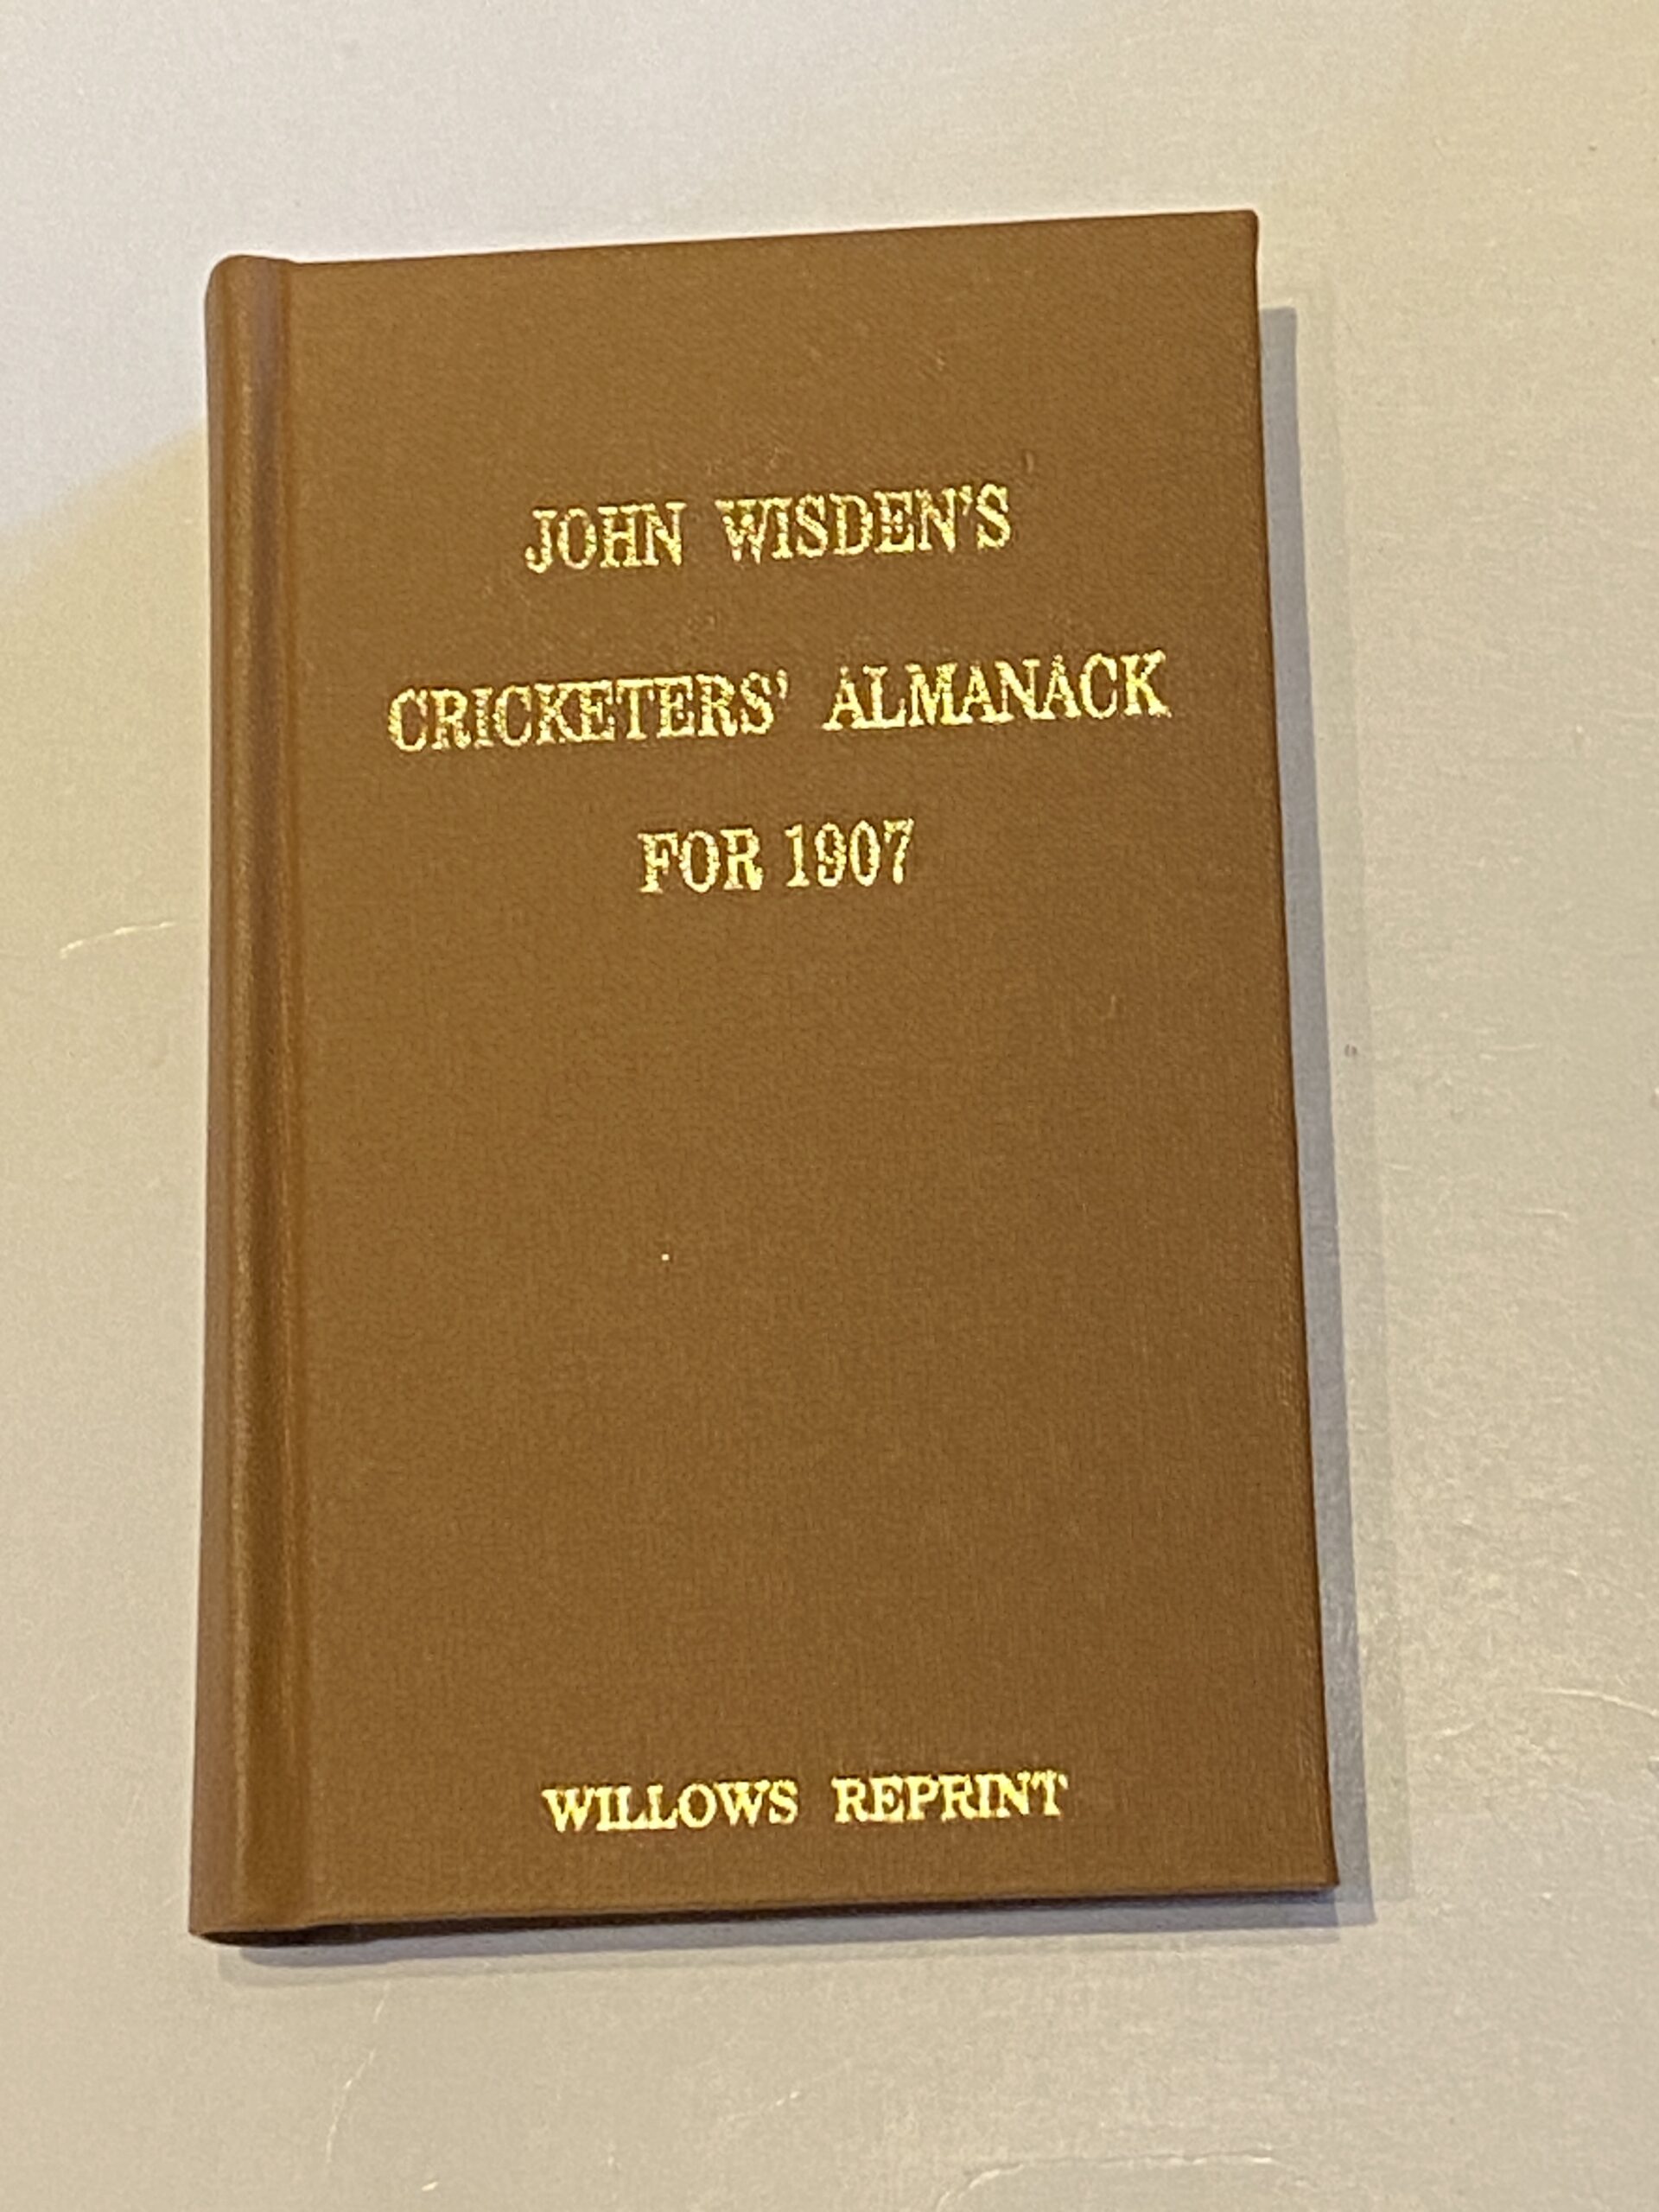 JOHN WISDEN'S
CRICKETERS' ALMANACK
FOR 1907
WILLOWS REPRINT